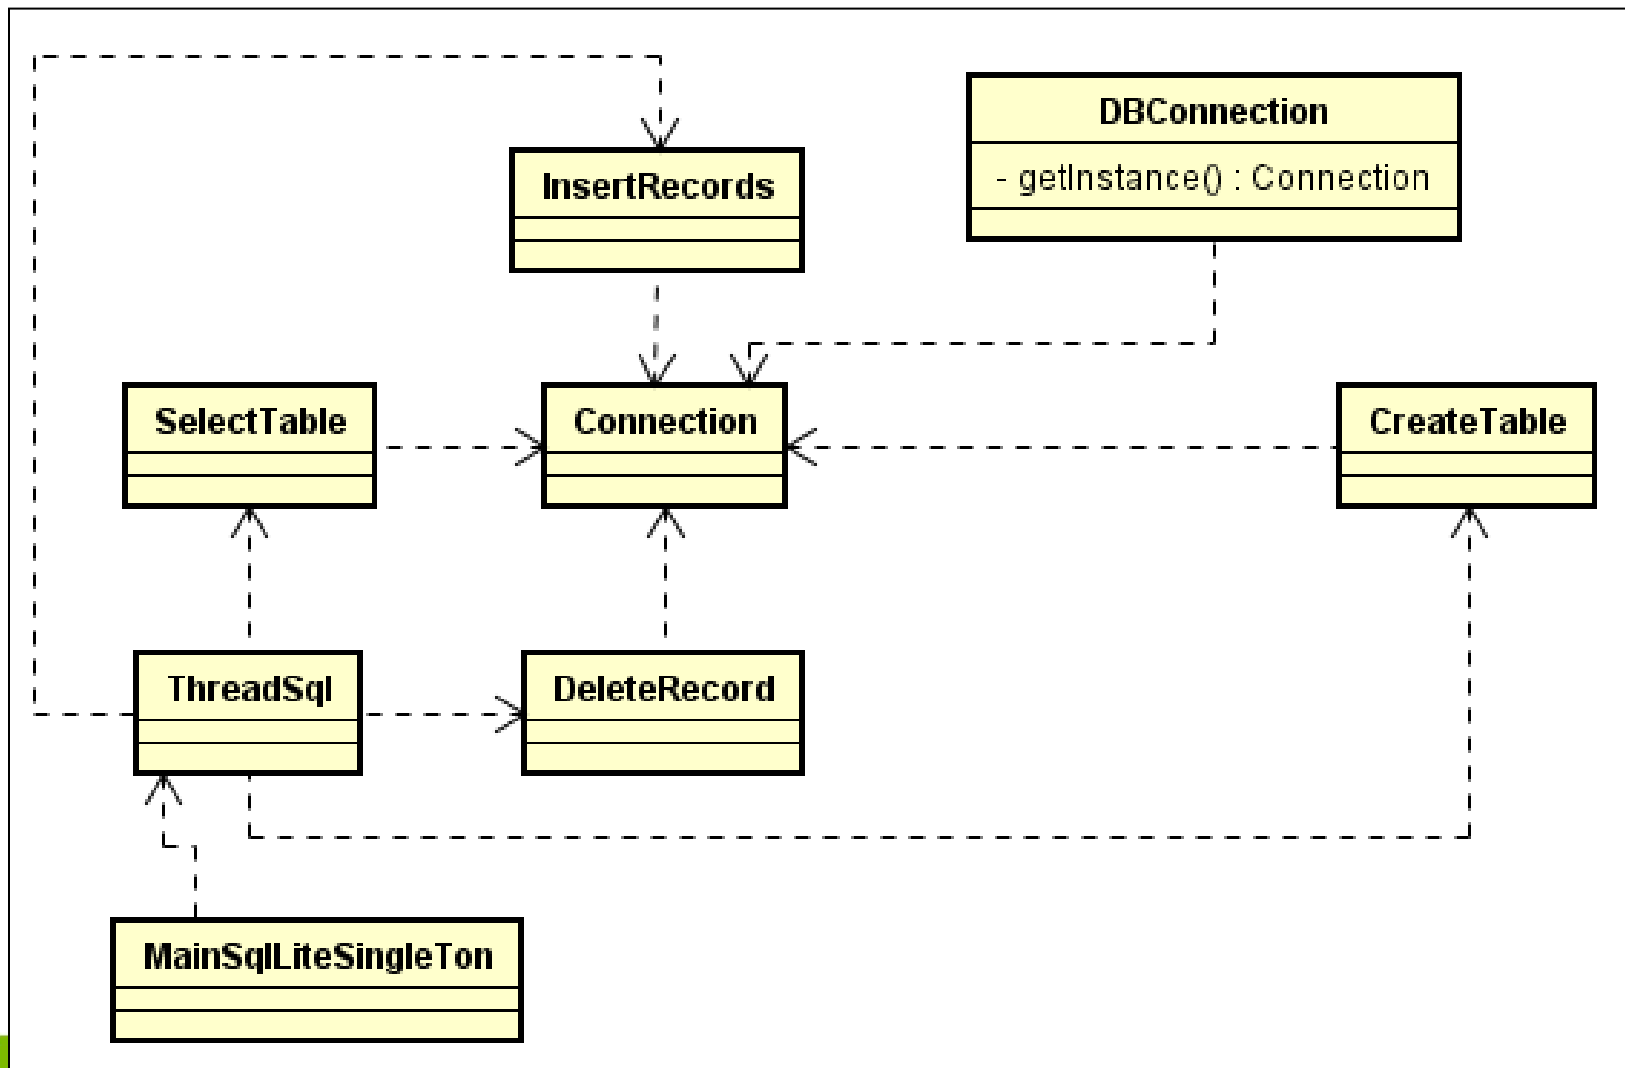 DBConnection
- getInstance() : Connection
InsertRecords
SelectTable
Connection
CreateTable
ThreadSql
DeleteRecord
MainSqlLiteSingleTon